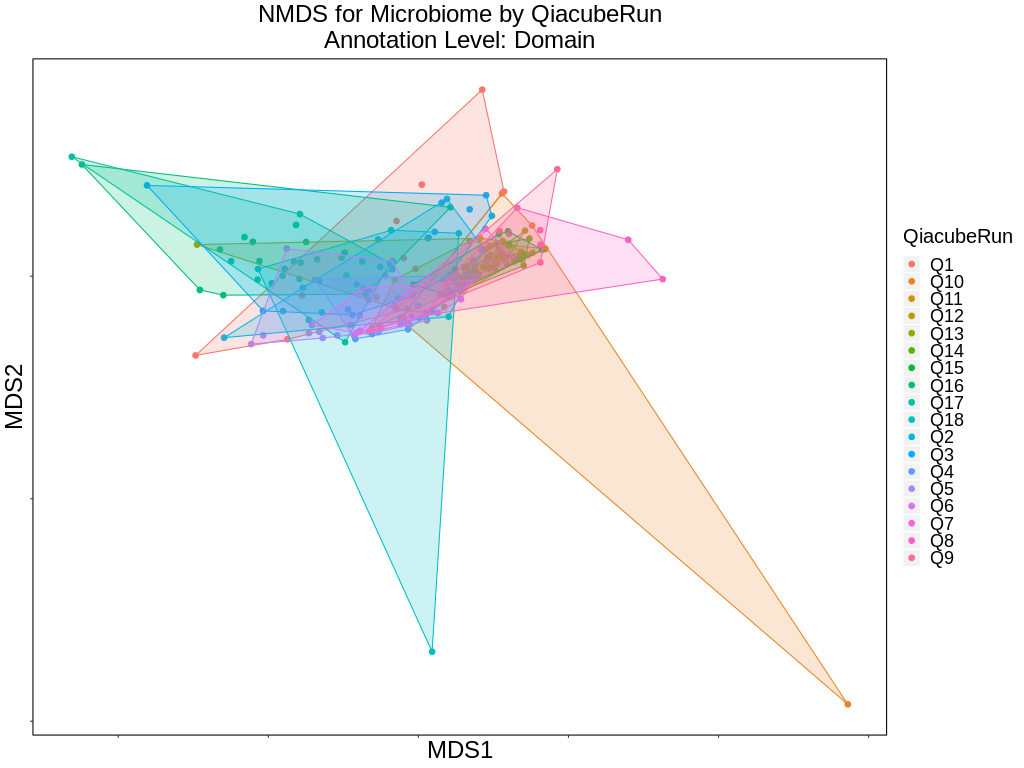 NMDS for Microbiome by QiacubeRun
Annotation Level: Domain
MDS2
MDS1
QiacubeRun
Q1
Q10
Q11
Q12
Q13
Q14
Q15
Q16
Q17
Q18
Q2
Q3
Q4
Q5
Q6
Q7
Q8
Q9